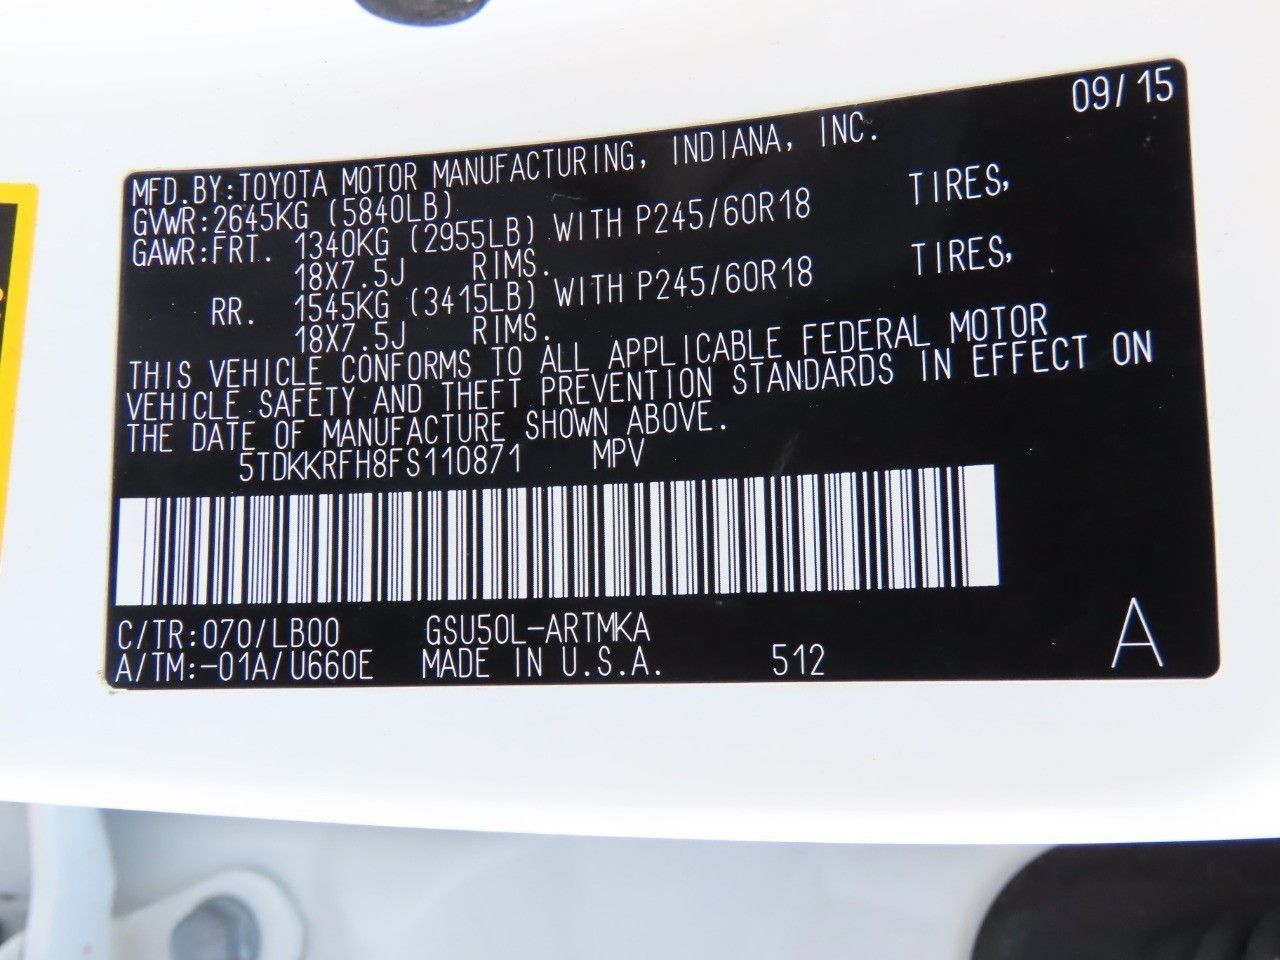 09/15
MFD.BY:TOYOTA MOTOR MANUFACTURING, INDIANA, INC.
GVWR:2645KG (5840LB)
GAWR:FRT. 1340KG (2955LB) WITH P245/60R18 TIRES,
18X7.5J RIMS.
RR. 1545KG (3415LB) WITH P245/60R18 TIRES,
18X7.5J RIMS.
THIS VEHICLE CONFORMS TO ALL APPLICABLE FEDERAL MOTOR
VEHICLE SAFETY AND THEFT PREVENTION STANDARDS IN EFFECT ON
THE DATE OF MANUFACTURE SHOWN ABOVE.
5TDKKRFH8FS110871 MPV
C/TR:070/LB00 GSU50L-ARTMKA
A/TM:-01A/U660E MADE IN U.S.A. 512
A